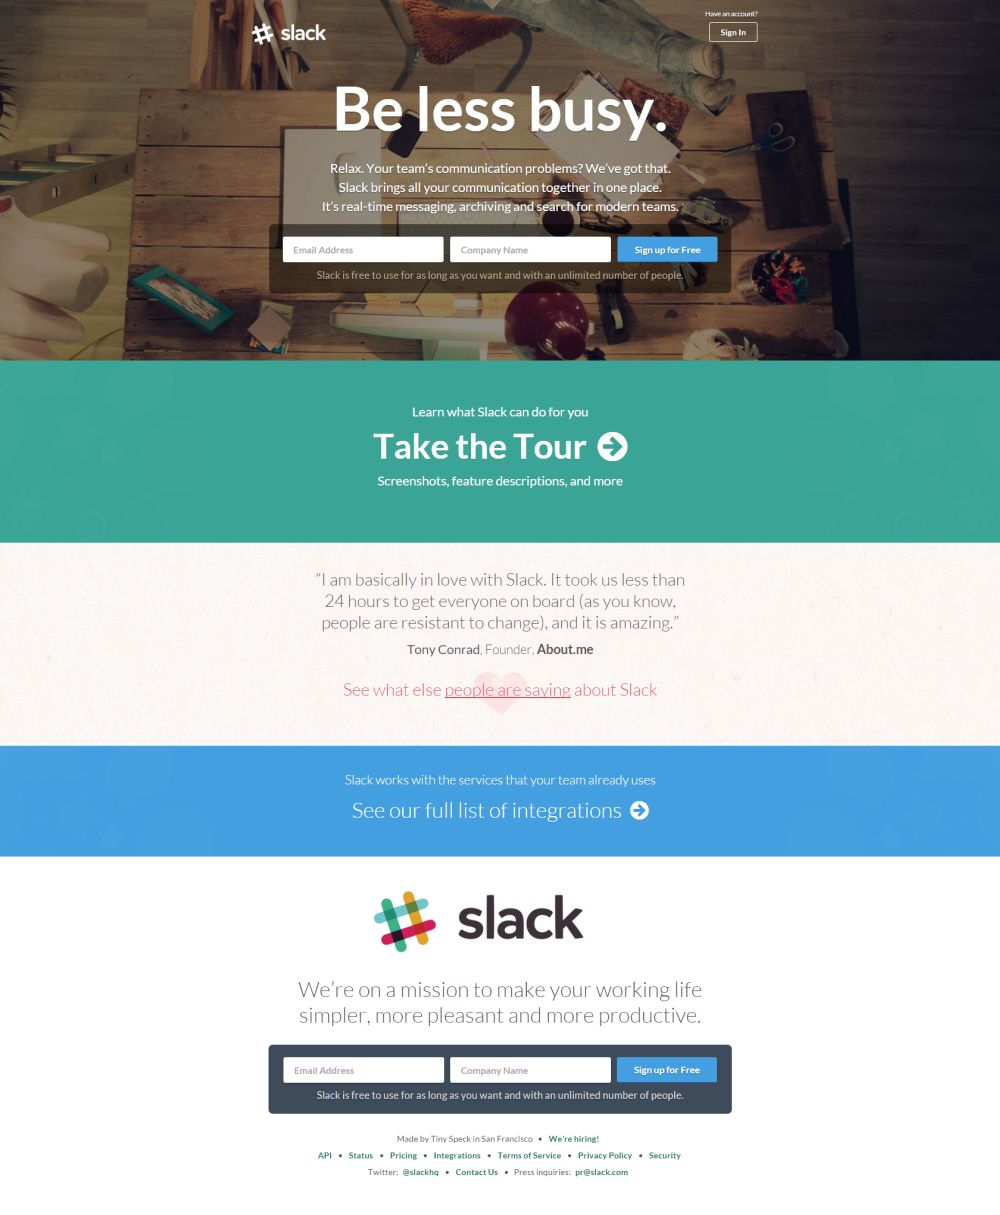 slack
Have an account?
Sign In
Be less busy.
Relax. Your team's communication problems? We've got that.
Slack brings all your communication together in one place.
It's real-time messaging, archiving and search for modern teams.
Email Address
Company Name
Sign up for Free
Slack is free to use for as long as you want and with an unlimited number of people.
Learn what Slack can do for you
Take the Tour
Screenshots, feature descriptions, and more
“I am basically in love with Slack. It took us less than
24 hours to get everyone on board (as you know,
people are resistant to change), and it is amazing.”
Tony Conrad, Founder, About.me
See what else people are saying about Slack
Slack works with the services that your team already uses
See our full list of integrations
slack
We're on a mission to make your working life
simpler, more pleasant and more productive.
Email Address
Company Name
Sign up for Free
Slack is free to use for as long as you want and with an unlimited number of people.
Made by Tiny Speck in San Francisco • We're hiring!
API • Status • Pricing • Integrations • Terms of Service • Privacy Policy • Security
Twitter: @slackhq • Contact Us • Press inquiries: pr@slack.com